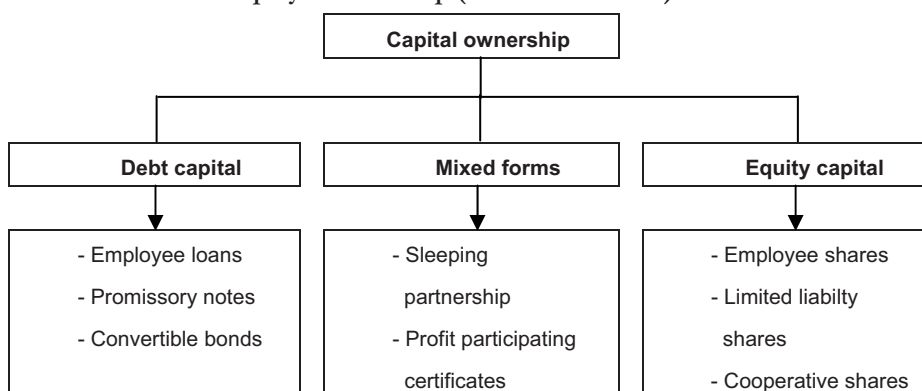 Capital ownership
Debt capital
Mixed forms
Equity capital
- Employee loans
- Promissory notes
- Convertible bonds
- Sleeping
partnership
- Profit participating
certificates
- Employee shares
- Limited liabilty
shares
- Cooperative shares